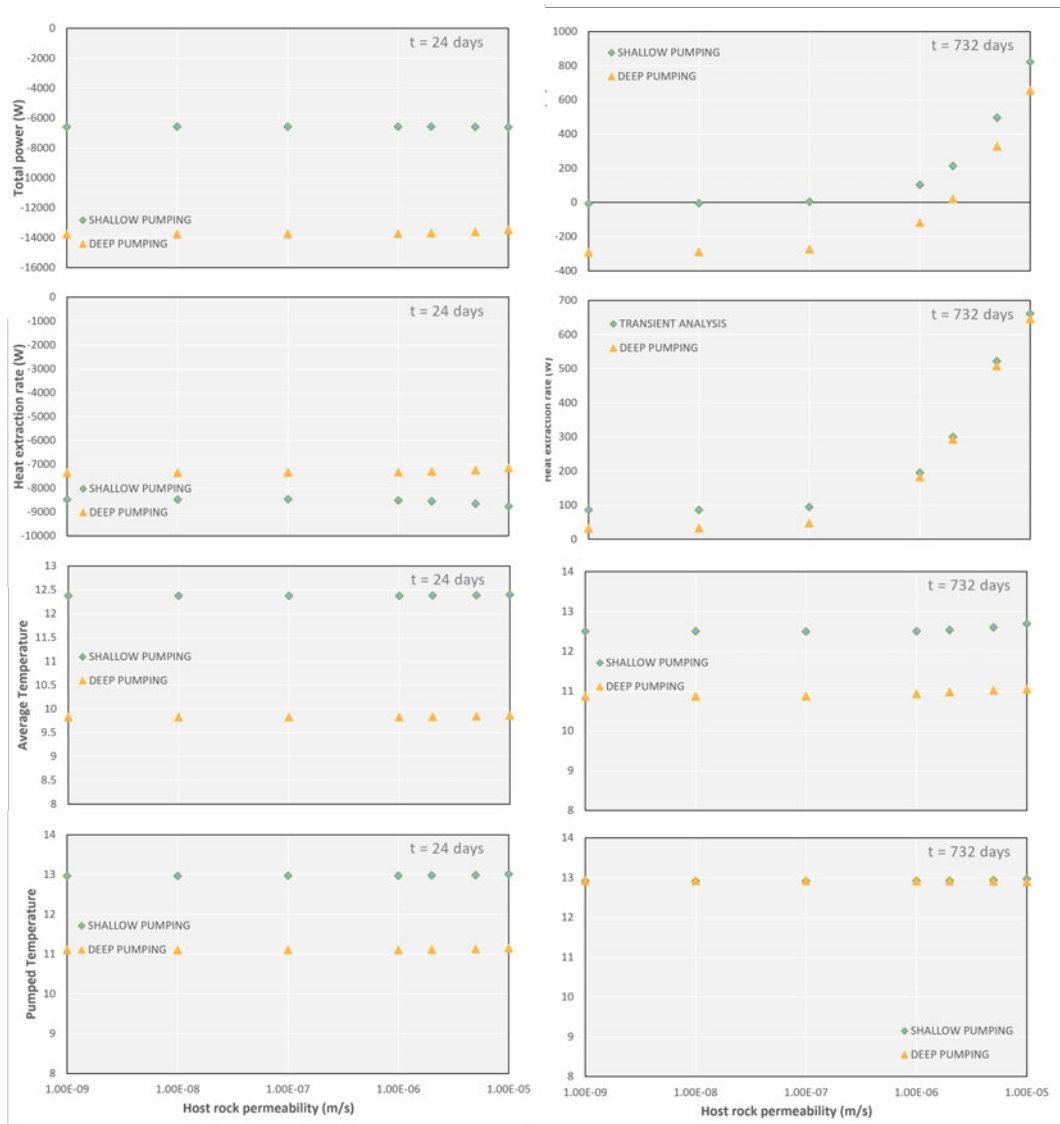 0
-2000
-4000
-6000
-8000
-10000
-12000
-14000
-16000
Total power (W)
t = 24 days
SHALLOW PUMPING
DEEP PUMPING
1000
800
600
400
200
0
-200
-400
t = 732 days
SHALLOW PUMPING
DEEP PUMPING
0
-1000
-2000
-3000
-4000
-5000
-6000
-7000
-8000
-9000
-10000
Heat extraction rate (W)
t = 24 days
SHALLOW PUMPING
DEEP PUMPING
700
600
500
400
300
200
100
0
Heat extraction rate (W)
t = 732 days
TRANSIENT ANALYSIS
DEEP PUMPING
13
12.5
12
11.5
11
10.5
10
9.5
9
8.5
8
Average Temperature
t = 24 days
SHALLOW PUMPING
DEEP PUMPING
14
13
12
11
10
9
8
t = 732 days
SHALLOW PUMPING
DEEP PUMPING
14
13
12
11
10
9
8
Pumped Temperature
t = 24 days
SHALLOW PUMPING
DEEP PUMPING
1.00E-09 1.00E-08 1.00E-07 1.00E-06 1.00E-05
Host rock permeability (m/s)
14
13
12
11
10
9
8
t = 732 days
SHALLOW PUMPING
DEEP PUMPING
1.00E-09 1.00E-08 1.00E-07 1.00E-06 1.00E-05
Host rock permeability (m/s)